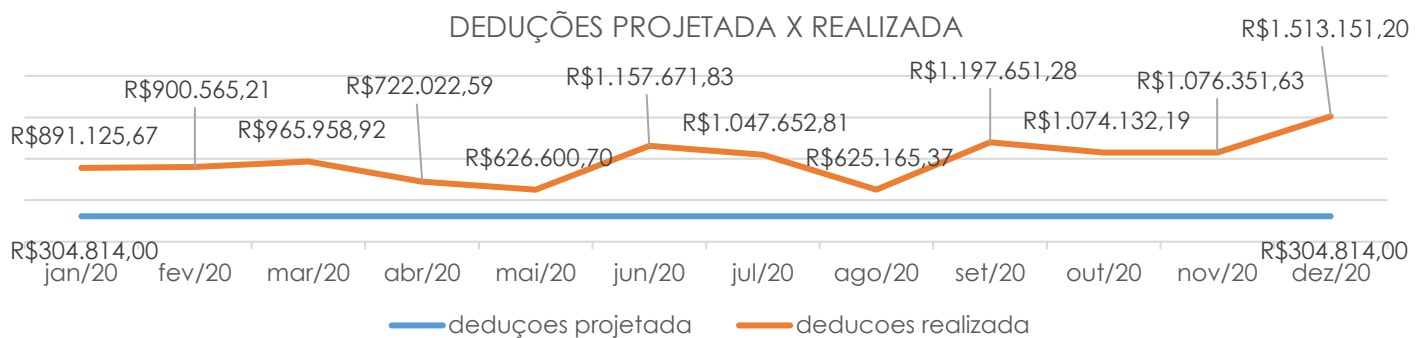 DEDUÇÕES PROJETADA X REALIZADA
R$1.513.151,20
R$1.157.671,83
R$1.197.651,28
R$1.076.351,63
R$900.565,21
R$722.022,59
R$891.125,67
R$965.958,92
R$1.047.652,81
R$1.074.132,19
R$626.600,70
R$625.165,37
R$304.814,00
R$304.814,00
jan/20 fev/20 mar/20 abr/20 mai/20 jun/20 jul/20 ago/20 set/20 out/20 nov/20 dez/20
deduçoes projetada deducoes realizada